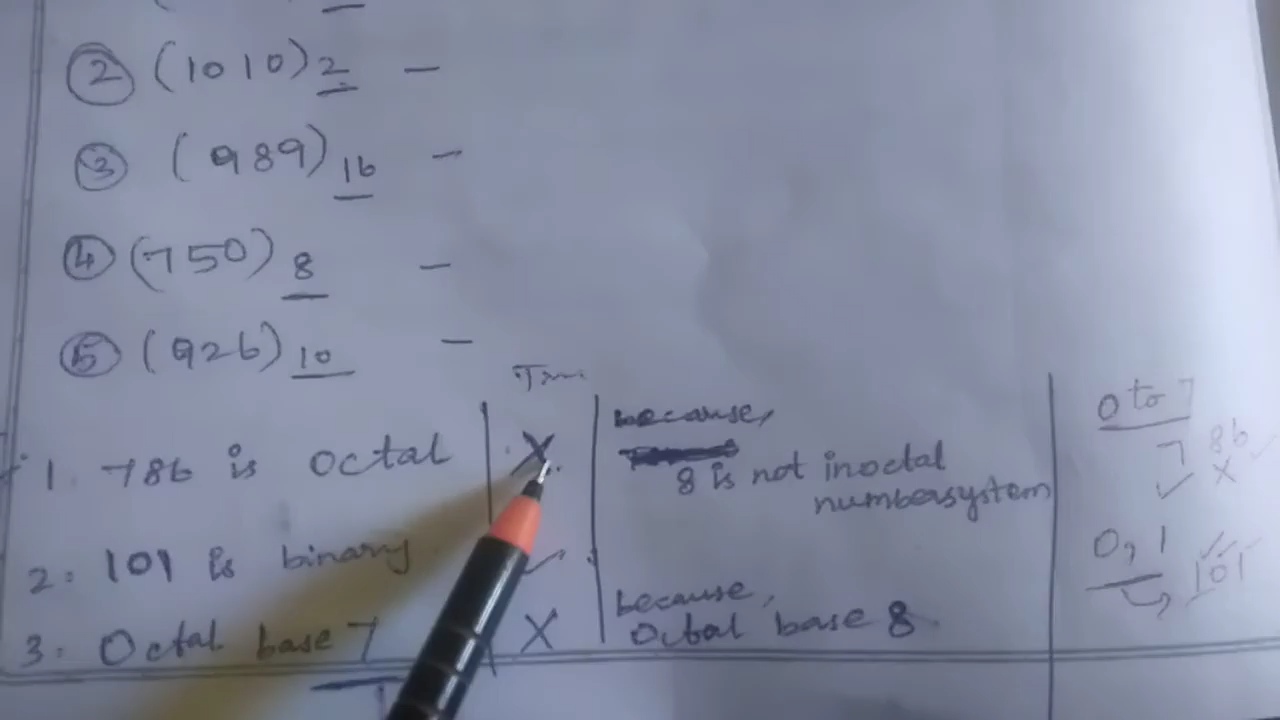 ② (1010)2 –
③ (989)16 –
④ (750)8 –
⑤ (926)10 –
1. 786 is octal X because, 8 is not in octal
numbersystem
2. 101 is binary ✓
3. Octal base 7 X because,
Octal base 8
0 to 7
7 86
✓ X
0, 1
101